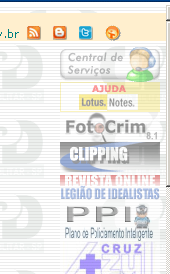 .br
Central de
Serviços
AJUDA
Lotus. Notes.
FotoCrim
8.1
CLIPPING
REVISTA ONLINE
LEGIÃO DE IDEALISTAS
PPI
Plano de Policiamento Inteligente
CRUZ
AZUL